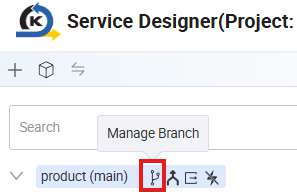 K
Service Designer(Project:
Search
Manage Branch
product (main)